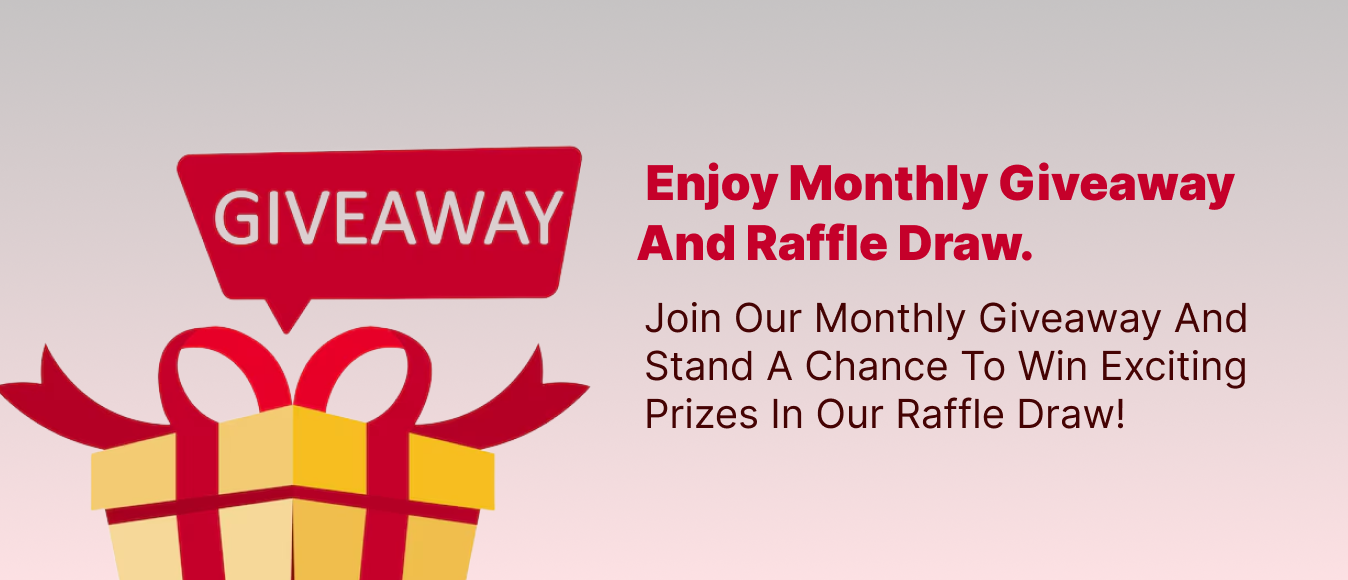 GIVEAWAY
Enjoy Monthly Giveaway
And Raffle Draw.
Join Our Monthly Giveaway And
Stand A Chance To Win Exciting
Prizes In Our Raffle Draw!